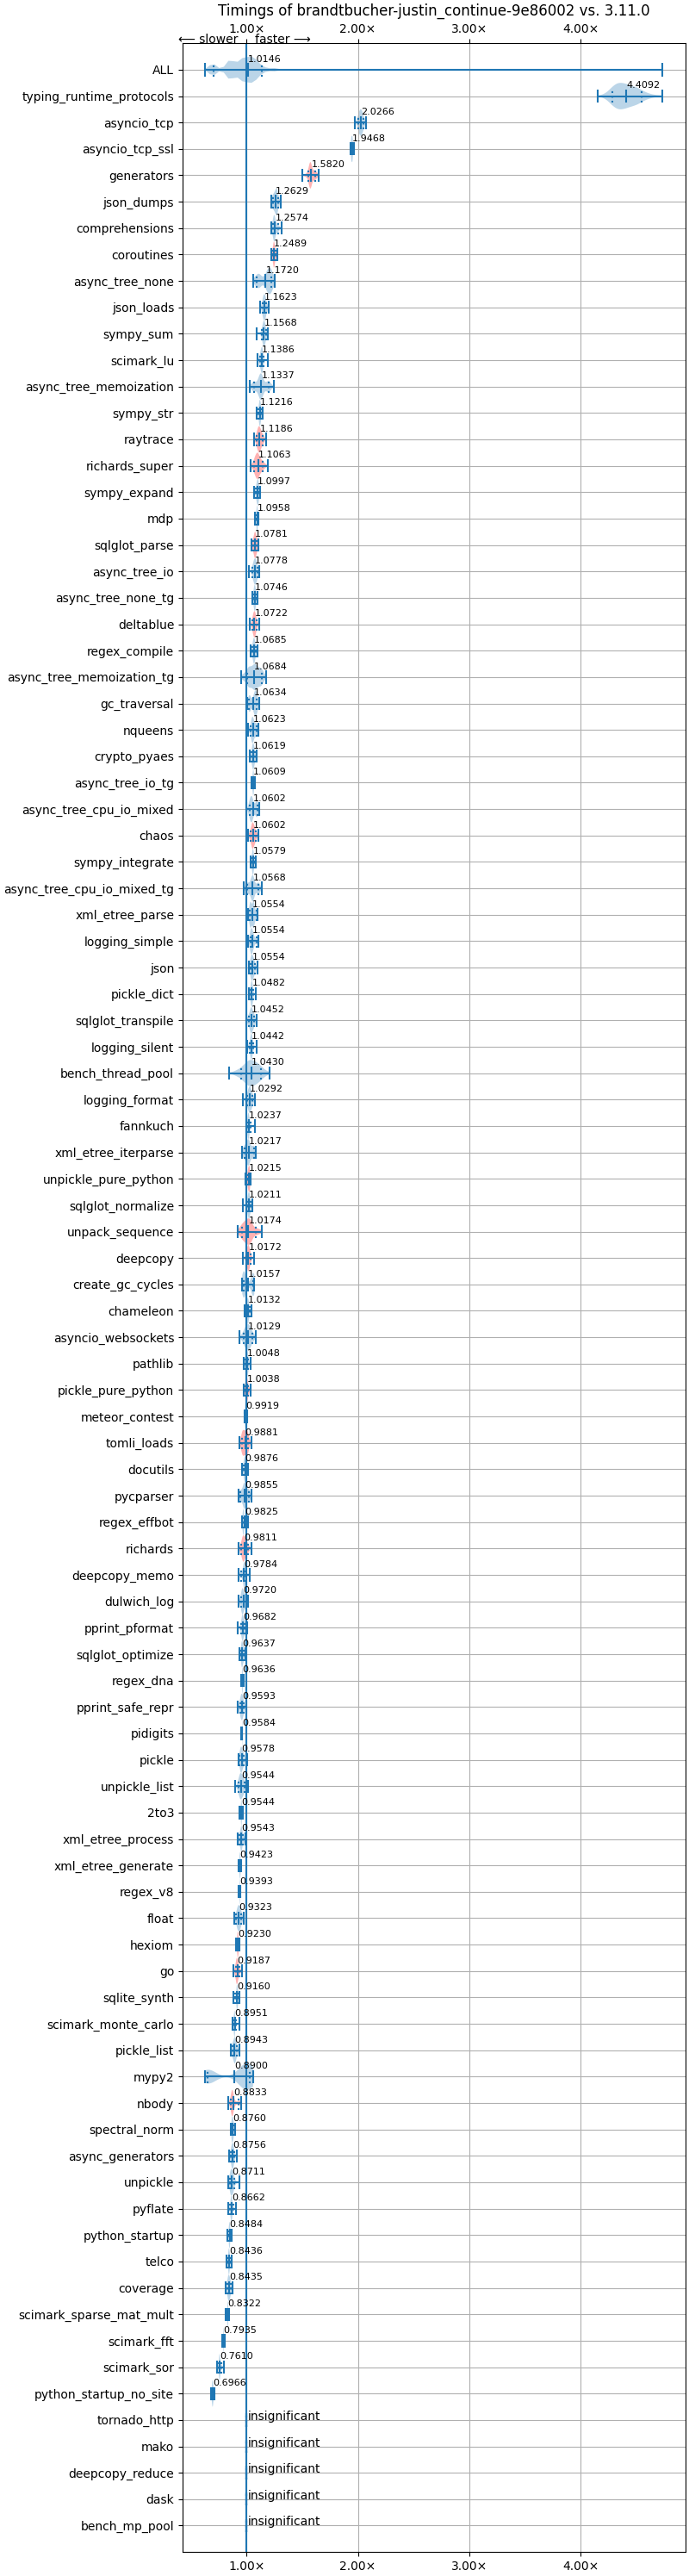 Timings of brandtbucher-justin_continue-9e86002 vs. 3.11.0
1.00× 2.00× 3.00× 4.00×
⟵ slower faster ⟶
ALL 1.0146
typing_runtime_protocols 4.4092
asyncio_tcp 2.0266
asyncio_tcp_ssl 1.9468
generators 1.5820
json_dumps 1.2629
comprehensions 1.2574
coroutines 1.2489
async_tree_none 1.1720
json_loads 1.1623
sympy_sum 1.1568
scimark_lu 1.1386
async_tree_memoization 1.1337
sympy_str 1.1216
raytrace 1.1186
richards_super 1.1063
sympy_expand 1.0997
mdp 1.0958
sqlglot_parse 1.0781
async_tree_io 1.0778
async_tree_none_tg 1.0746
deltablue 1.0722
regex_compile 1.0685
async_tree_memoization_tg 1.0684
gc_traversal 1.0634
nqueens 1.0623
crypto_pyaes 1.0619
async_tree_io_tg 1.0609
async_tree_cpu_io_mixed 1.0602
chaos 1.0602
sympy_integrate 1.0579
async_tree_cpu_io_mixed_tg 1.0568
xml_etree_parse 1.0554
logging_simple 1.0554
json 1.0554
pickle_dict 1.0482
sqlglot_transpile 1.0452
logging_silent 1.0442
bench_thread_pool 1.0430
logging_format 1.0292
fannkuch 1.0237
xml_etree_iterparse 1.0217
unpickle_pure_python 1.0215
sqlglot_normalize 1.0211
unpack_sequence 1.0174
deepcopy 1.0172
create_gc_cycles 1.0157
chameleon 1.0132
asyncio_websockets 1.0129
pathlib 1.0048
pickle_pure_python 1.0038
meteor_contest 0.9919
tomli_loads 0.9881
docutils 0.9876
pycparser 0.9855
regex_effbot 0.9825
richards 0.9811
deepcopy_memo 0.9784
dulwich_log 0.9720
pprint_pformat 0.9682
sqlglot_optimize 0.9637
regex_dna 0.9636
pprint_safe_repr 0.9593
pidigits 0.9584
pickle 0.9578
unpickle_list 0.9544
2to3 0.9544
xml_etree_process 0.9543
xml_etree_generate 0.9423
regex_v8 0.9393
float 0.9323
hexiom 0.9230
go 0.9187
sqlite_synth 0.9160
scimark_monte_carlo 0.8951
pickle_list 0.8943
mypy2 0.8900
nbody 0.8833
spectral_norm 0.8760
async_generators 0.8756
unpickle 0.8711
pyflate 0.8662
python_startup 0.8484
telco 0.8436
coverage 0.8435
scimark_sparse_mat_mult 0.8322
scimark_fft 0.7935
scimark_sor 0.7610
python_startup_no_site 0.6966
tornado_http insignificant
mako insignificant
deepcopy_reduce insignificant
dask insignificant
bench_mp_pool insignificant
1.00× 2.00× 3.00× 4.00×